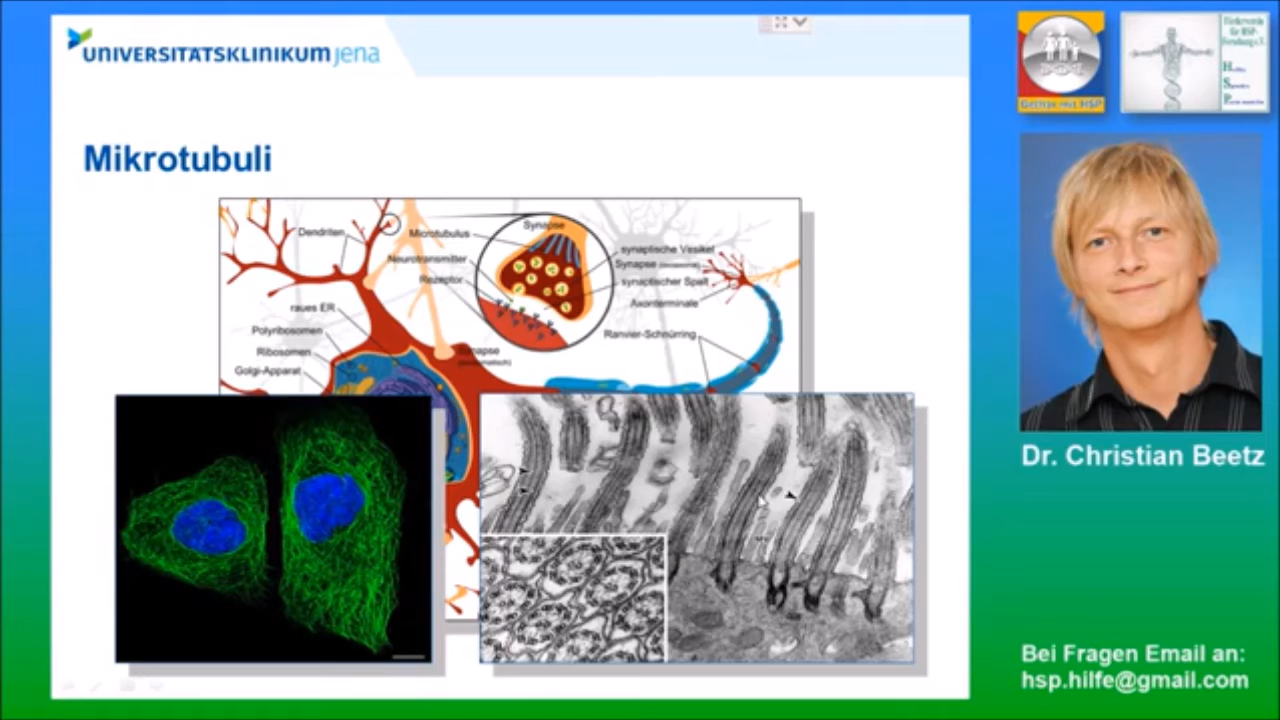 UNIVERSITÄTSKLINIKUM jena
Mikrotubuli
Dendriten
Microtubulus
Neurotransmitter
Rezeptor
Synapse
synaptische Vesikel
Synapse
synaptischer Spalt
Axonterminale
Ranvier-Schnürring
raues ER
Polyribosomen
Ribosomen
Golgi-Apparat
Synapse
Dr. Christian Beetz
Bei Fragen Email an:
hsp.hilfe@gmail.com